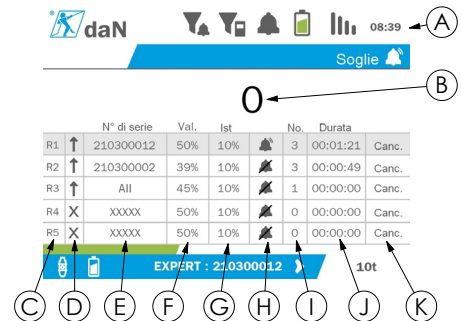 daN 08:39 A
Soglie
0 B
N° di serie Val. Ist No. Durata
R1 ↑ 210300012 50% 10% 3 00:01:21 Canc.
R2 ↑ 210300002 39% 10% 3 00:00:49 Canc.
R3 ↑ All 45% 10% 1 00:00:00 Canc.
R4 X XXXXX 50% 10% 0 00:00:00 Canc.
R5 X XXXXX 50% 10% 0 00:00:00 Canc.
EXPERT : 210300012 10t
C D E F G H I J K